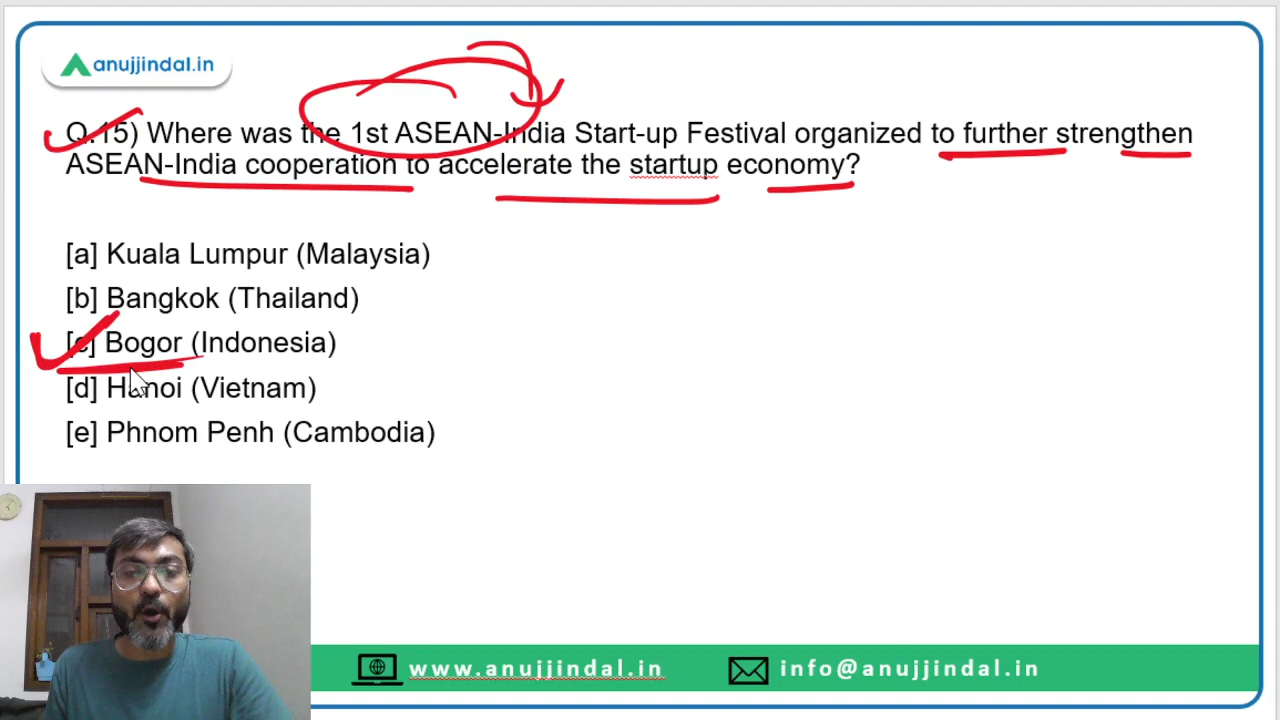 anujjindal.in
Q.15) Where was the 1st ASEAN-India Start-up Festival organized to further strengthen
ASEAN-India cooperation to accelerate the startup economy?
[a] Kuala Lumpur (Malaysia)
[b] Bangkok (Thailand)
[c] Bogor (Indonesia)
[d] Hanoi (Vietnam)
[e] Phnom Penh (Cambodia)
www.anujjindal.in
info@anujjindal.in